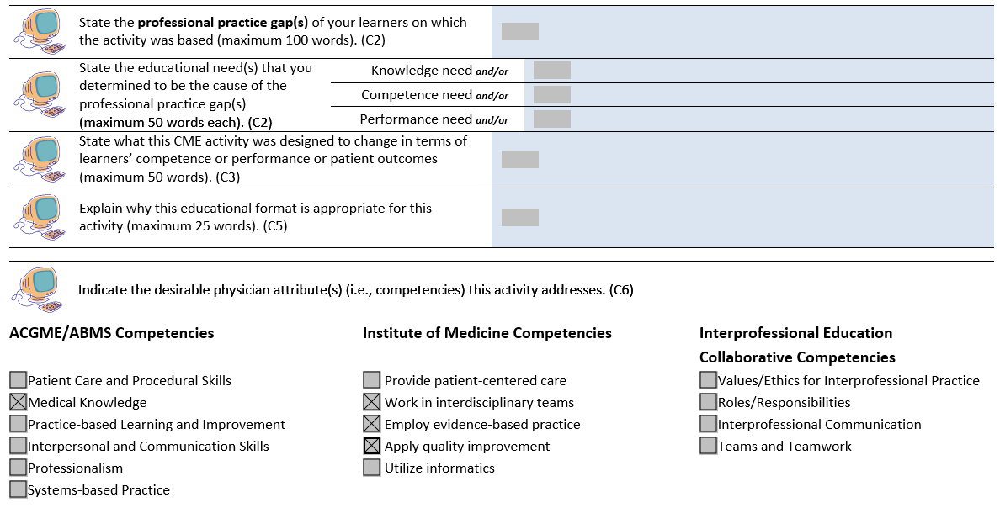 State the professional practice gap(s) of your learners on which
the activity was based (maximum 100 words). (C2)
State the educational need(s) that you
determined to be the cause of the
professional practice gap(s)
(maximum 50 words each). (C2)
Knowledge need and/or
Competence need and/or
Performance need and/or
State what this CME activity was designed to change in terms of
learners' competence or performance or patient outcomes
(maximum 50 words). (C3)
Explain why this educational format is appropriate for this
activity (maximum 25 words). (C5)
Indicate the desirable physician attribute(s) (i.e., competencies) this activity addresses. (C6)
ACGME/ABMS Competencies
Patient Care and Procedural Skills
Medical Knowledge
Practice-based Learning and Improvement
Interpersonal and Communication Skills
Professionalism
Systems-based Practice
Institute of Medicine Competencies
Provide patient-centered care
Work in interdisciplinary teams
Employ evidence-based practice
Apply quality improvement
Utilize informatics
Interprofessional Education
Collaborative Competencies
Values/Ethics for Interprofessional Practice
Roles/Responsibilities
Interprofessional Communication
Teams and Teamwork